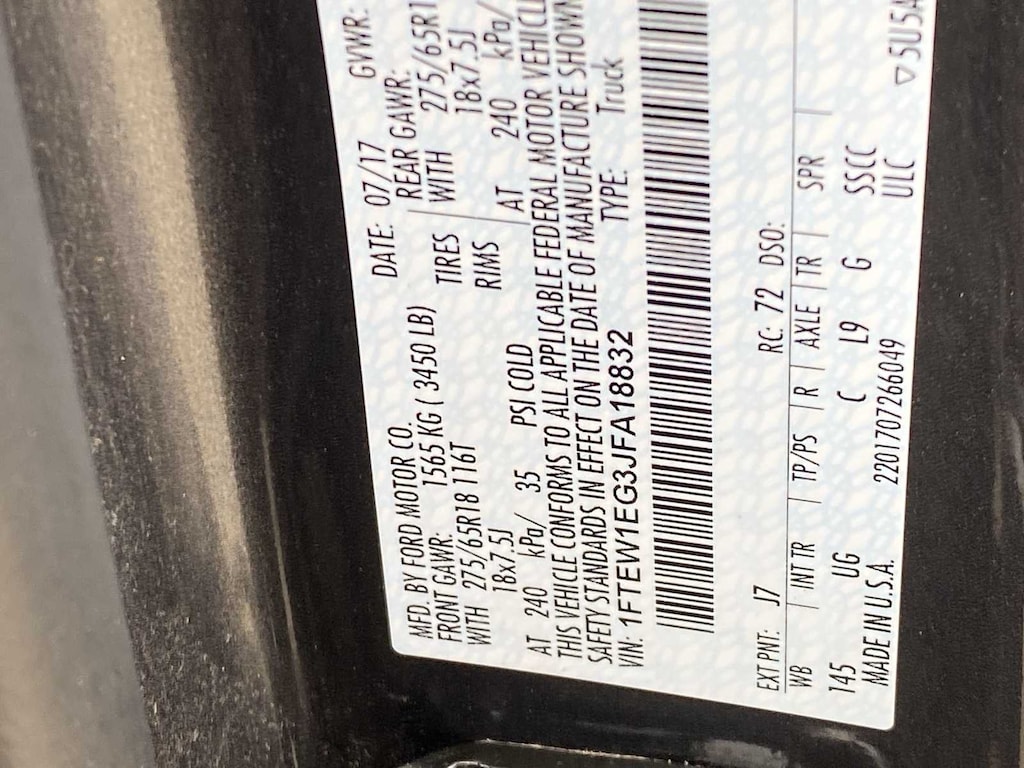 MFD. BY FORD MOTOR CO. DATE: 07/17 GVWR:
FRONT GAWR: 1565 KG ( 3450 LB) REAR GAWR:
WITH 275/65R18 116T TIRES WITH 275/65R1
18x7.5J RIMS 18x7.5J
AT 240 kPa/ 35 PSI COLD AT 240 kPa/
THIS VEHICLE CONFORMS TO ALL APPLICABLE FEDERAL MOTOR VEHICL
SAFETY STANDARDS IN EFFECT ON THE DATE OF MANUFACTURE SHOWN
VIN: 1FTEW1EG3JFA18832 TYPE: Truck
EXT PNT: J7 RC: 72 DSO:
WB INT TR TP/PS R AXLE TR SPR
145 UG C L9 G SSCC
MADE IN U.S.A. 2201707266049 ULC
▽5U5A